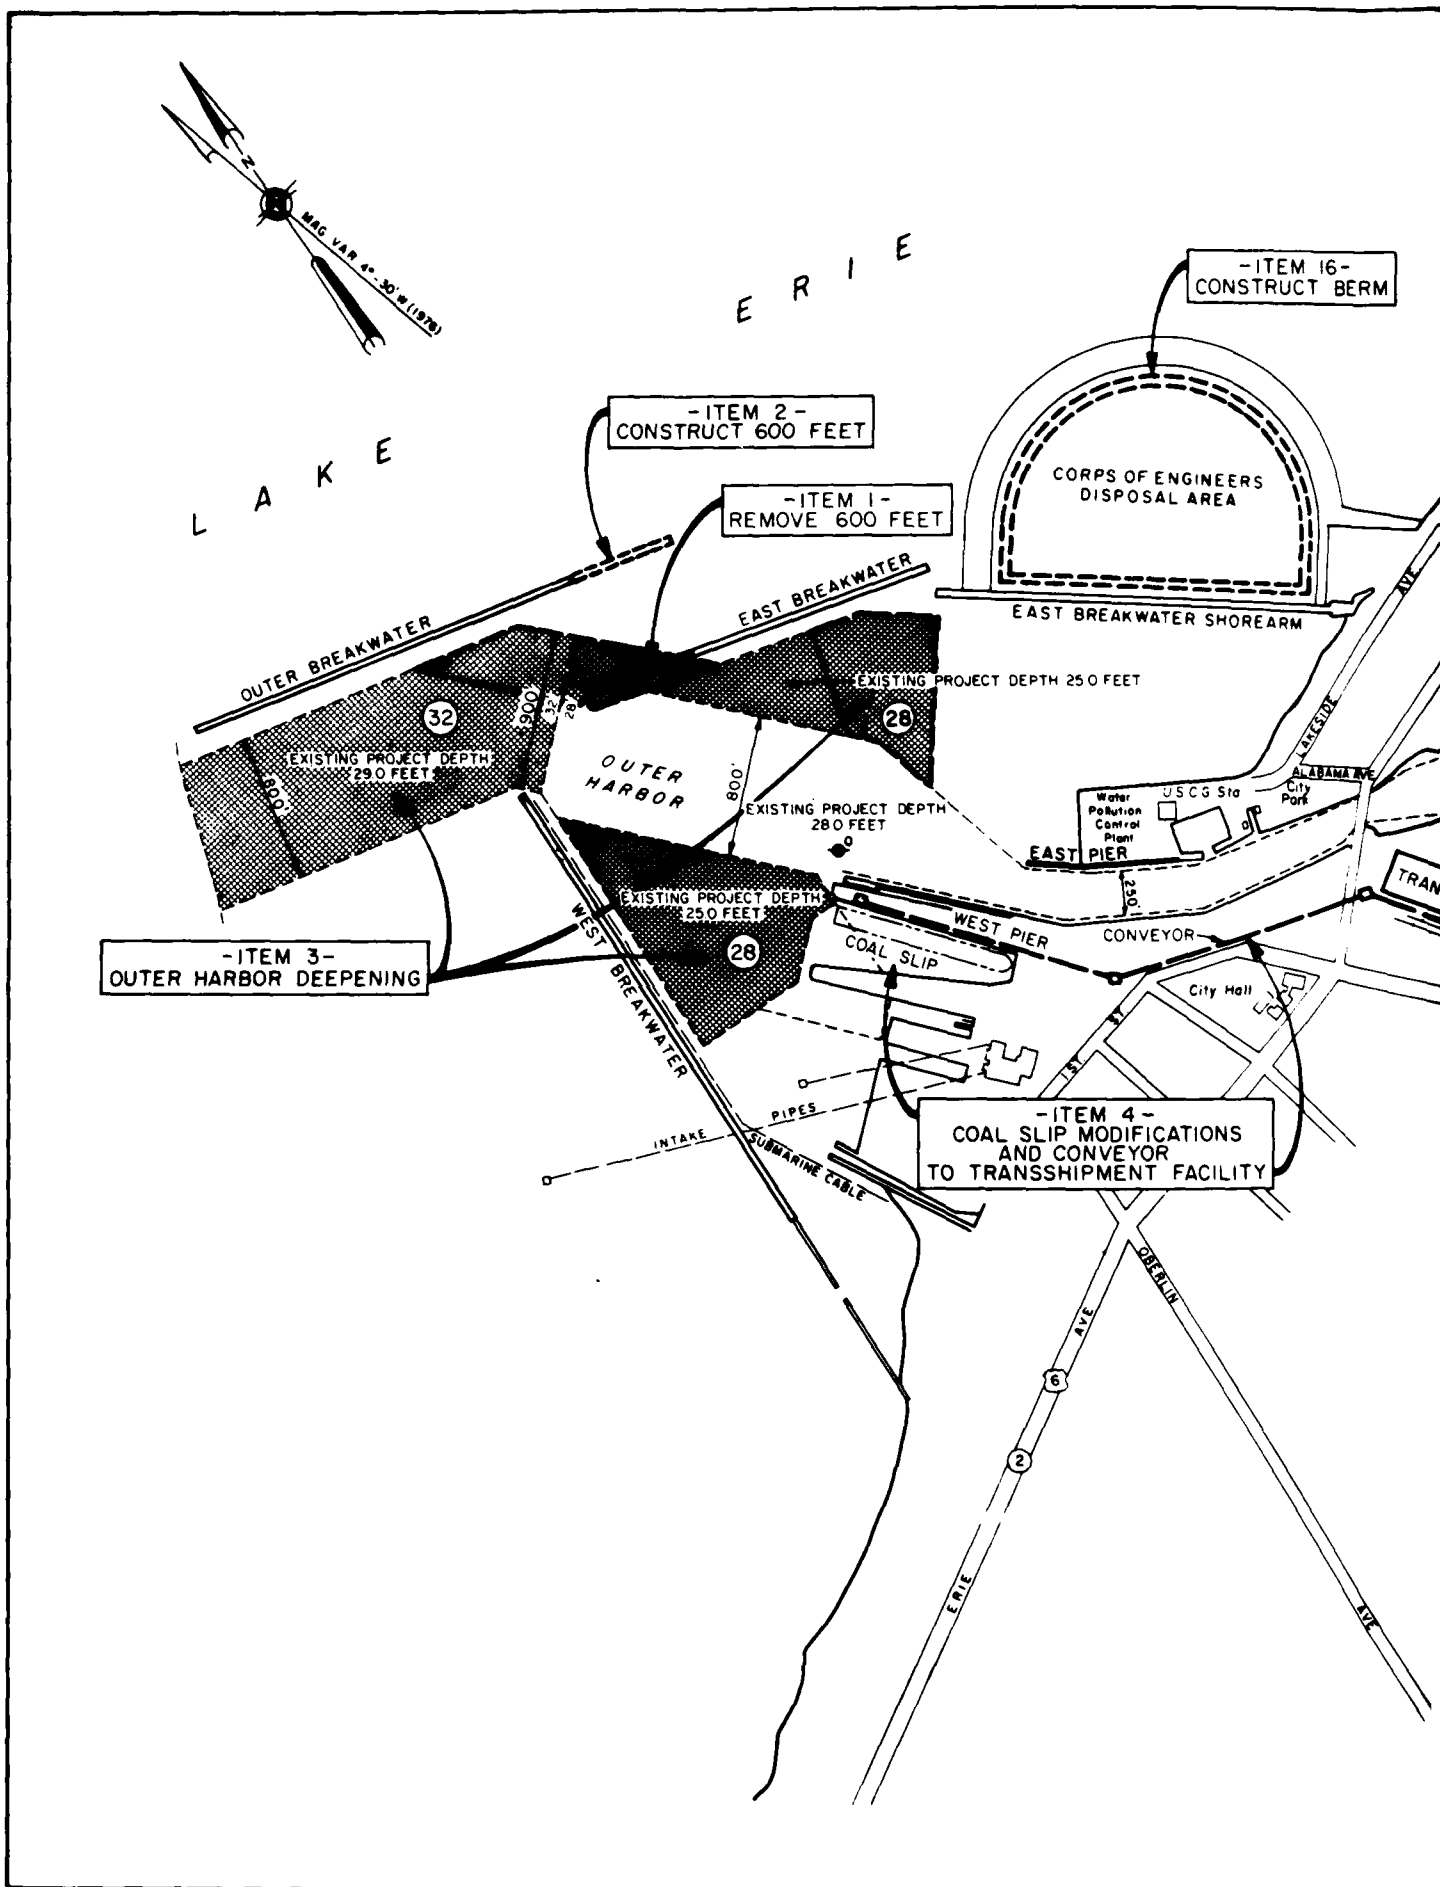 N
MAG VAR 4°-30' W (1976)
LAKE ERIE
-ITEM 16-
CONSTRUCT BERM
-ITEM 2-
CONSTRUCT 600 FEET
-ITEM 1-
REMOVE 600 FEET
CORPS OF ENGINEERS
DISPOSAL AREA
EAST BREAKWATER
EAST BREAKWATER SHOREARM
OUTER BREAKWATER
EXISTING PROJECT DEPTH 25.0 FEET
32
900'
32
28
28
EXISTING PROJECT DEPTH
29.0 FEET
800'
OUTER
HARBOR
800'
EXISTING PROJECT DEPTH
28.0 FEET
LAKESIDE AVE
ALABAMA AVE
USCG Sta
City
Park
Water
Pollution
Control
Plant
EAST PIER
250'
TRAN
EXISTING PROJECT DEPTH
25.0 FEET
28
WEST BREAKWATER
WEST PIER
CONVEYOR
COAL SLIP
-ITEM 3-
OUTER HARBOR DEEPENING
City Hall
1ST ST
INTAKE PIPES
SUBMARINE CABLE
-ITEM 4-
COAL SLIP MODIFICATIONS
AND CONVEYOR
TO TRANSSHIPMENT FACILITY
OBERLIN AVE
ERIE AVE
6
2